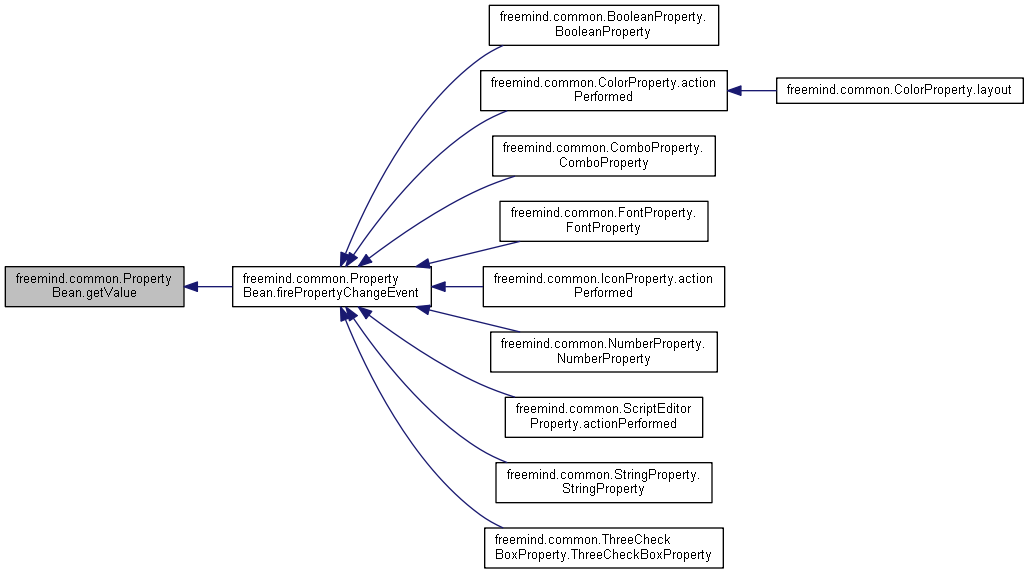 freemind.common.BooleanProperty.
BooleanProperty
freemind.common.ColorProperty.action
Performed
freemind.common.ColorProperty.layout
freemind.common.ComboProperty.
ComboProperty
freemind.common.FontProperty.
FontProperty
freemind.common.Property
Bean.getValue
freemind.common.Property
Bean.firePropertyChangeEvent
freemind.common.IconProperty.action
Performed
freemind.common.NumberProperty.
NumberProperty
freemind.common.ScriptEditor
Property.actionPerformed
freemind.common.StringProperty.
StringProperty
freemind.common.ThreeCheck
BoxProperty.ThreeCheckBoxProperty